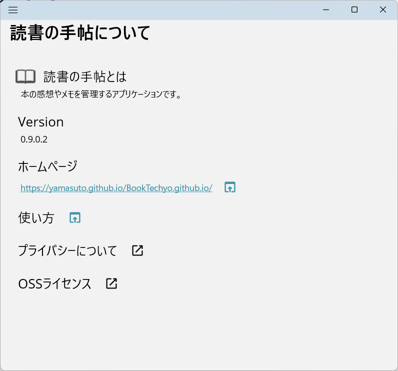 読書の手帖について
読書の手帖とは
本の感想やメモを管理するアプリケーションです。
Version
0.9.0.2
ホームページ
https://yamasuto.github.io/BookTechyo.github.io/
使い方
プライバシーについて
OSSライセンス